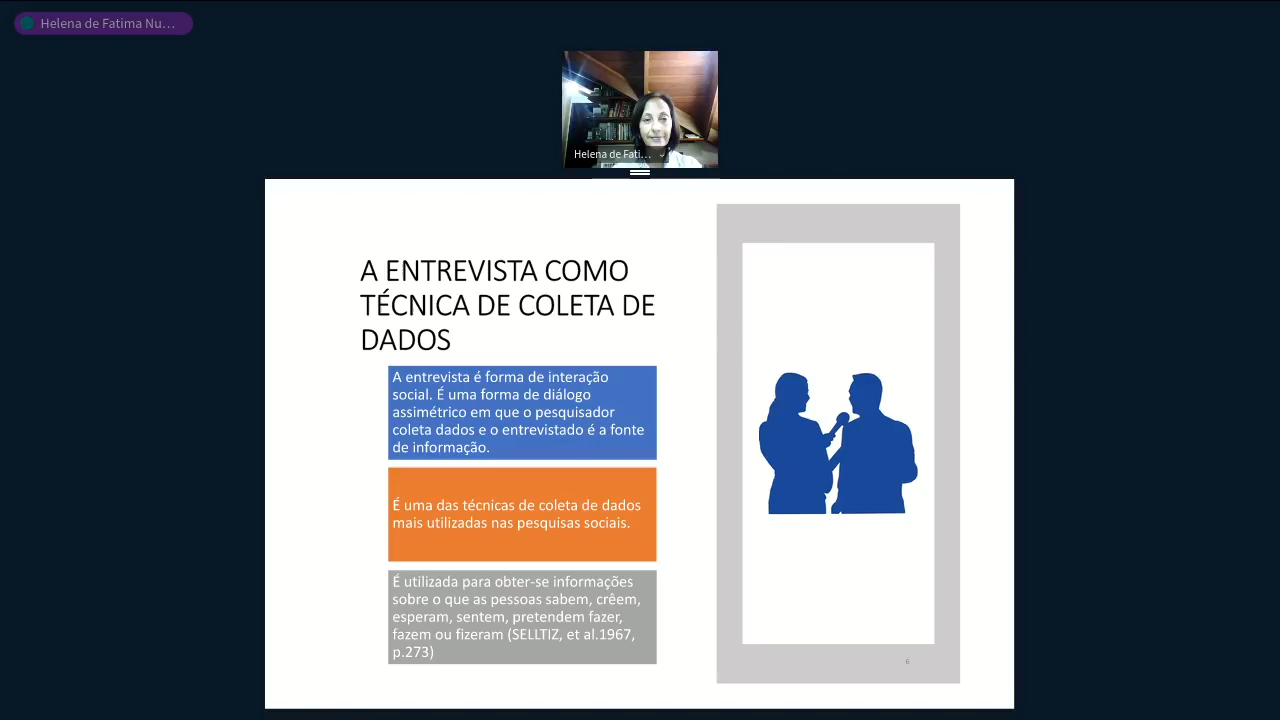 Helena de Fatima Nu...
Helena de Fati...
A ENTREVISTA COMO
TÉCNICA DE COLETA DE
DADOS
A entrevista é forma de interação
social. É uma forma de diálogo
assimétrico em que o pesquisador
coleta dados e o entrevistado é a fonte
de informação.
É uma das técnicas de coleta de dados
mais utilizadas nas pesquisas sociais.
É utilizada para obter-se informações
sobre o que as pessoas sabem, crêem,
esperam, sentem, pretendem fazer,
fazem ou fizeram (SELLTIZ, et al.1967,
p.273)
6